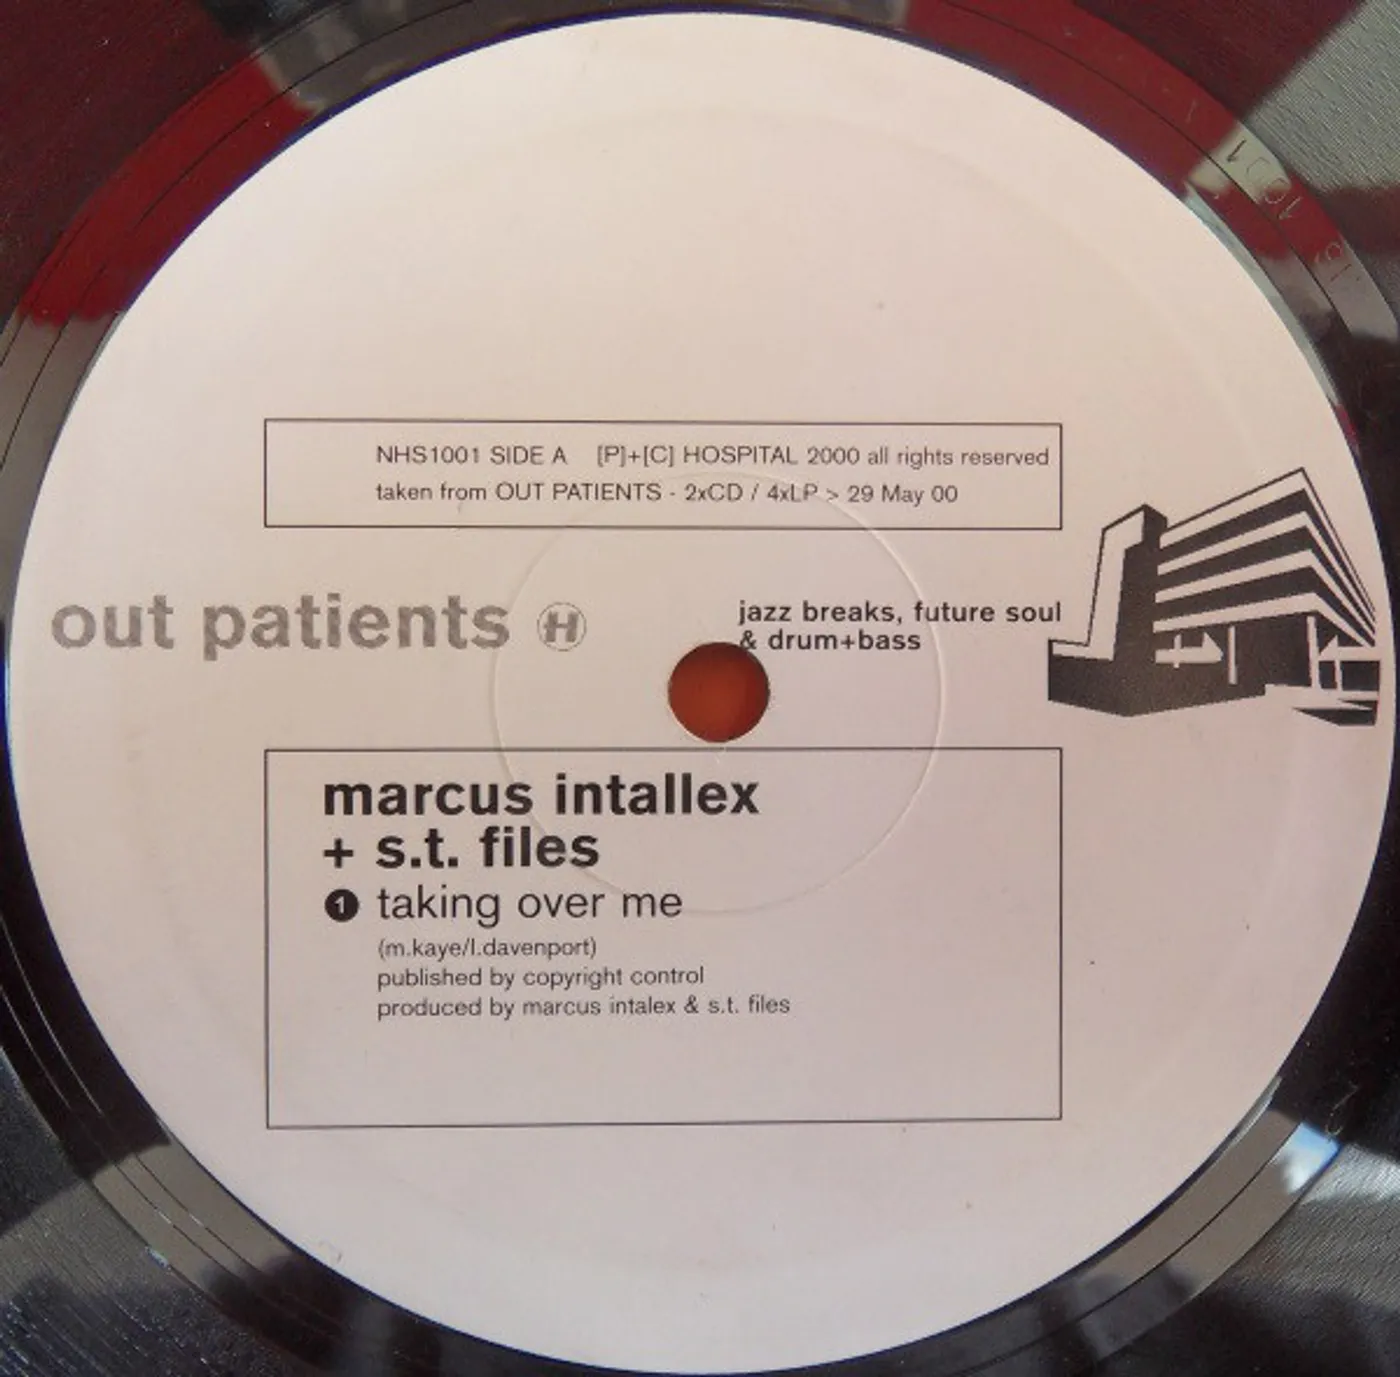 NHS1001 SIDE A [P]+[C] HOSPITAL 2000 all rights reserved
taken from OUT PATIENTS - 2xCD / 4xLP > 29 May 00
out patients H
jazz breaks, future soul
& drum+bass
marcus intallex
+ s.t. files
1 taking over me
(m.kaye/l.davenport)
published by copyright control
produced by marcus intalex & s.t. files